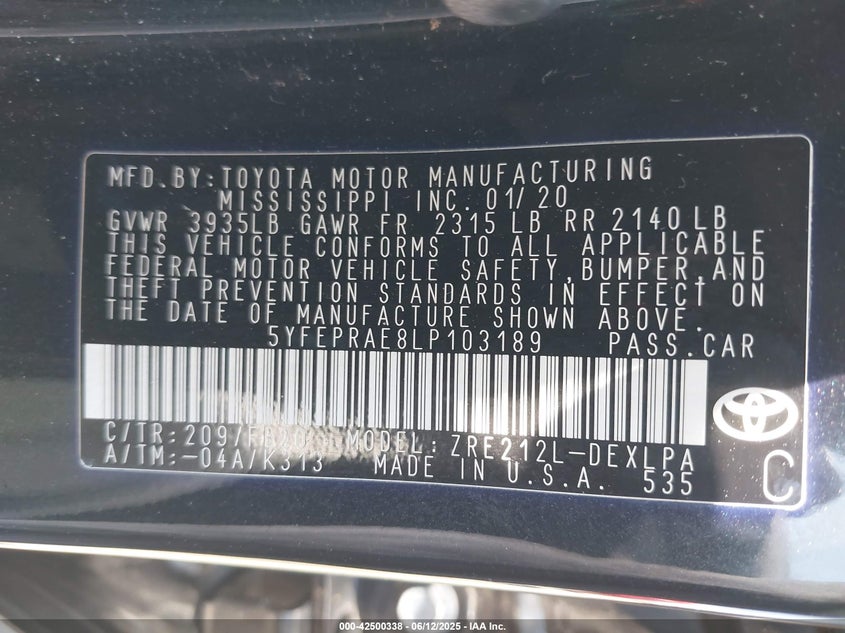 MFD.BY:TOYOTA MOTOR MANUFACTURING
MISSISSIPPI INC. 01/20
GVWR 3935LB GAWR FR 2315 LB RR 2140 LB
THIS VEHICLE CONFORMS TO ALL APPLICABLE
FEDERAL MOTOR VEHICLE SAFETY,BUMPER,AND
THEFT PREVENTION STANDARDS IN EFFECT ON
THE DATE OF MANUFACTURE SHOWN ABOVE.
5YFEPRAE8LP103189 PASS.CAR
C/TR:209/FB20 MODEL:ZRE212L-DEXLPA
A/TM:-04A/K313 MADE IN U.S.A. 535
C
000-42500338 - 06/12/2025 - IAA Inc.